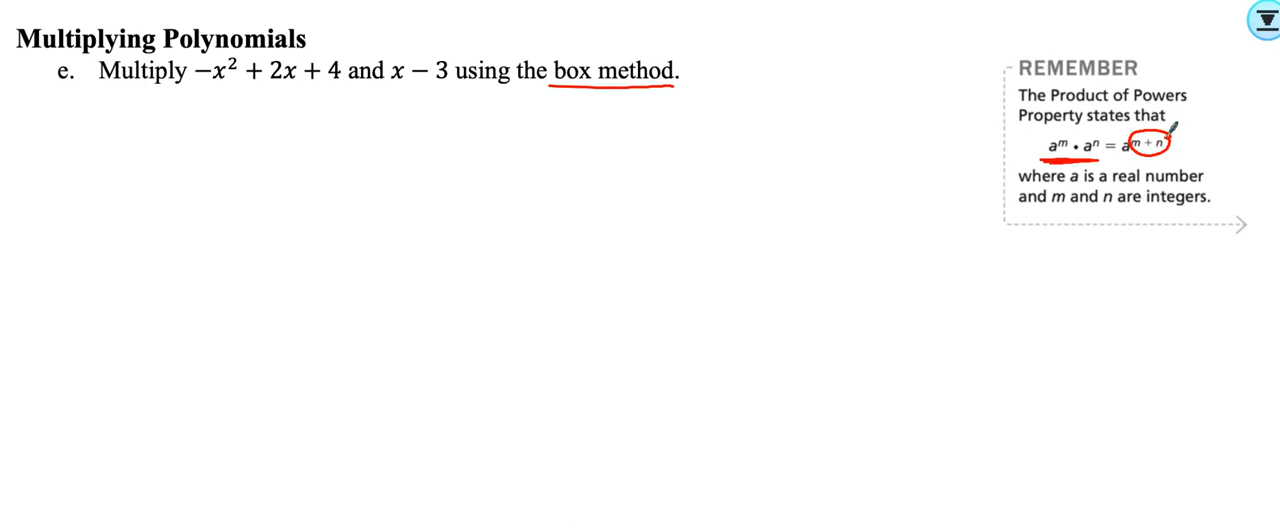 Multiplying Polynomials
e. Multiply −x² + 2x + 4 and x − 3 using the box method.
REMEMBER
The Product of Powers
Property states that
aᵐ • aⁿ = aᵐ⁺ⁿ
where a is a real number
and m and n are integers.